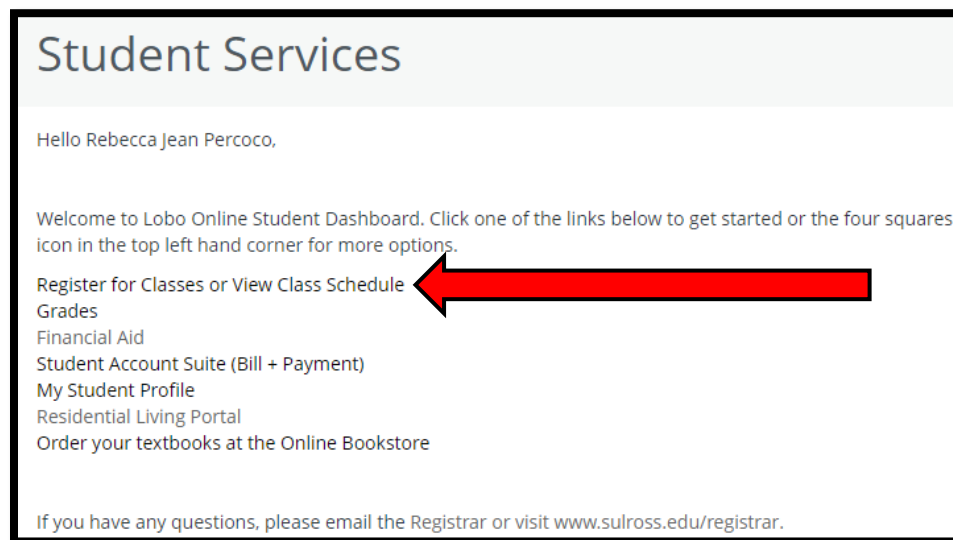 Student Services
Hello Rebecca Jean Percoco,
Welcome to Lobo Online Student Dashboard. Click one of the links below to get started or the four squares
icon in the top left hand corner for more options.
Register for Classes or View Class Schedule
Grades
Financial Aid
Student Account Suite (Bill + Payment)
My Student Profile
Residential Living Portal
Order your textbooks at the Online Bookstore
If you have any questions, please email the Registrar or visit www.sulross.edu/registrar.